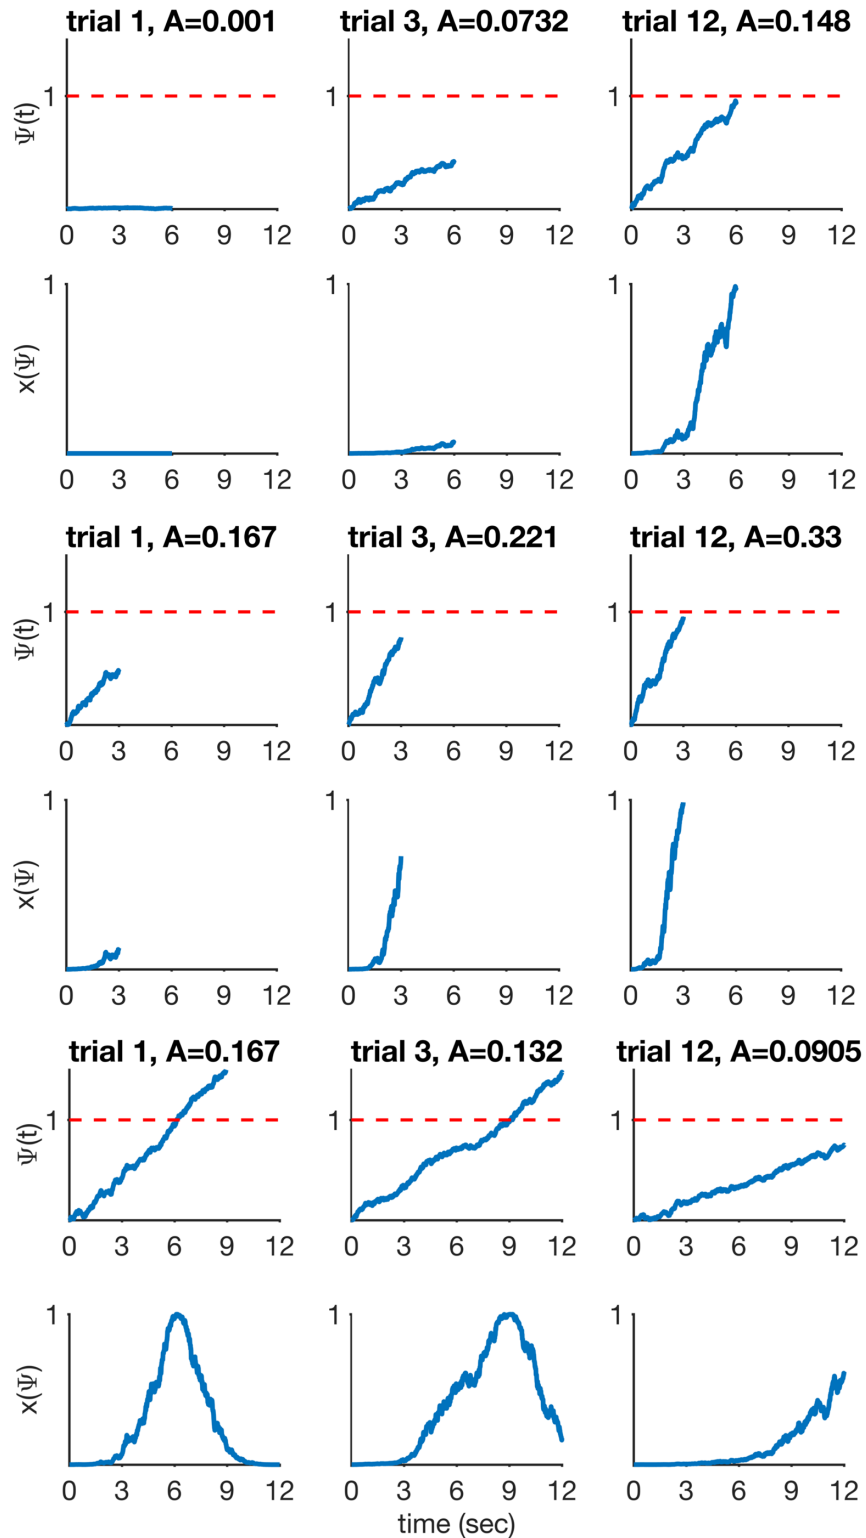 trial 1, A=0.001 trial 3, A=0.0732 trial 12, A=0.148
Ψ(t) 1 1 1
0 3 6 9 12 0 3 6 9 12 0 3 6 9 12
x(Ψ) 1 1 1
0 3 6 9 12 0 3 6 9 12 0 3 6 9 12
trial 1, A=0.167 trial 3, A=0.221 trial 12, A=0.33
Ψ(t) 1 1 1
0 3 6 9 12 0 3 6 9 12 0 3 6 9 12
x(Ψ) 1 1 1
0 3 6 9 12 0 3 6 9 12 0 3 6 9 12
trial 1, A=0.167 trial 3, A=0.132 trial 12, A=0.0905
Ψ(t) 1 1 1
0 3 6 9 12 0 3 6 9 12 0 3 6 9 12
x(Ψ) 1 1 1
0 3 6 9 12 0 3 6 9 12 0 3 6 9 12
time (sec)